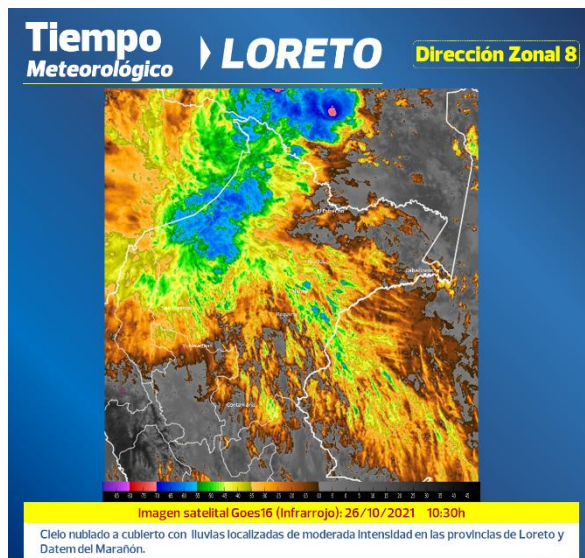 Tiempo
Meteorológico
LORETO
Dirección Zonal 8
Imagen satelital Goes16 (Infrarrojo): 26/10/2021 10:30h
Cielo nublado a cubierto con lluvias localizadas de moderada intensidad en las provincias de Loreto y
Datem del Marañón.